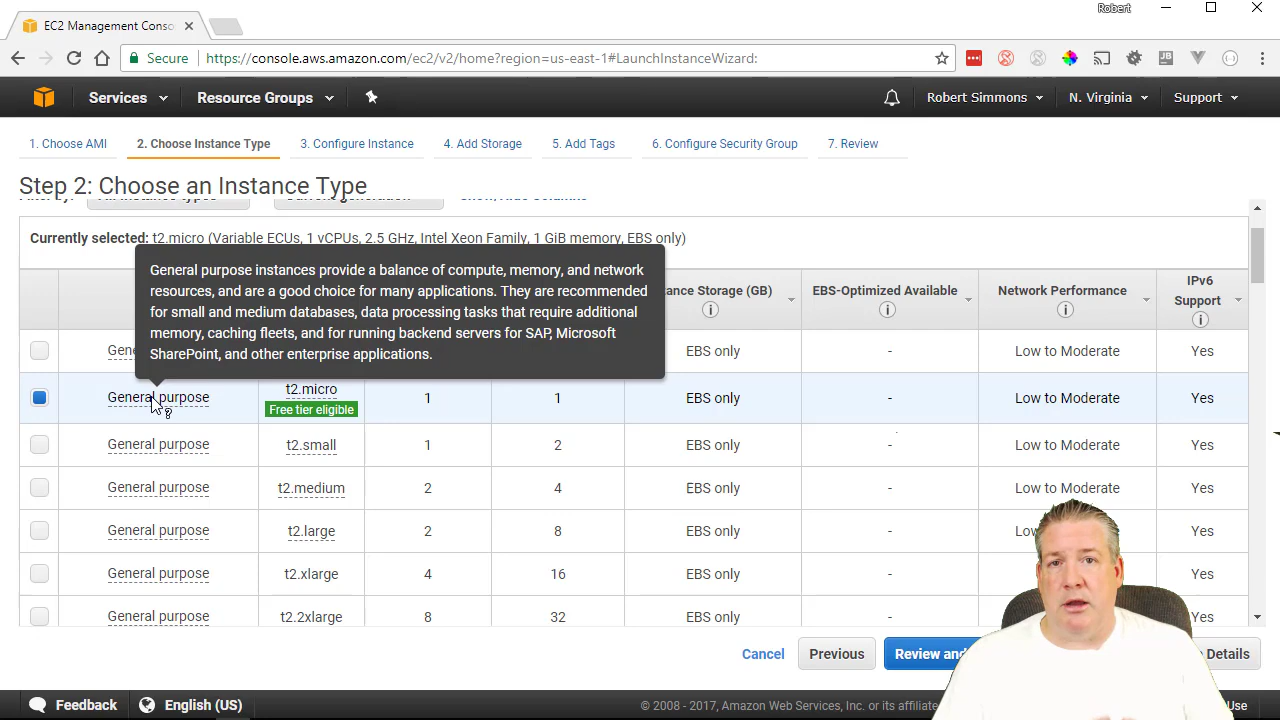 Robert
EC2 Management Conso
Secure
https://console.aws.amazon.com/ec2/v2/home?region=us-east-1#LaunchInstanceWizard:
Services
Resource Groups
Robert Simmons
N. Virginia
Support
1. Choose AMI
2. Choose Instance Type
3. Configure Instance
4. Add Storage
5. Add Tags
6. Configure Security Group
7. Review
Step 2: Choose an Instance Type
Currently selected: t2.micro (Variable ECUs, 1 vCPUs, 2.5 GHz, Intel Xeon Family, 1 GiB memory, EBS only)
General purpose instances provide a balance of compute, memory, and network
resources, and are a good choice for many applications. They are recommended
for small and medium databases, data processing tasks that require additional
memory, caching fleets, and for running backend servers for SAP, Microsoft
SharePoint, and other enterprise applications.
ance Storage (GB)
EBS-Optimized Available
Network Performance
IPv6
Support
Gene EBS only - Low to Moderate Yes
General purpose t2.micro 1 1 EBS only - Low to Moderate Yes
Free tier eligible
General purpose t2.small 1 2 EBS only - Low to Moderate Yes
General purpose t2.medium 2 4 EBS only - Low to Moderate Yes
General purpose t2.large 2 8 EBS only - Low Yes
General purpose t2.xlarge 4 16 EBS only - Yes
General purpose t2.2xlarge 8 32 EBS only - Yes
Cancel
Previous
Review and
Details
Feedback
English (US)
© 2008 - 2017, Amazon Web Services, Inc. or its affiliate
Use